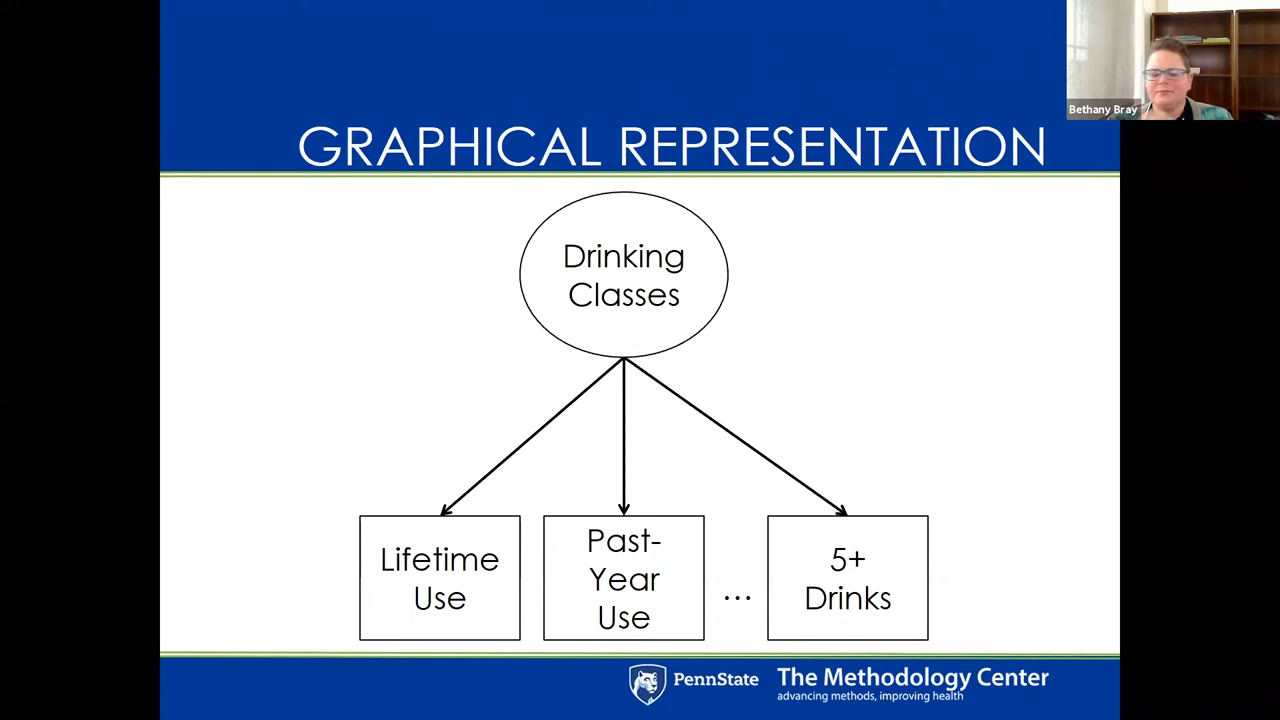 Bethany Bray
GRAPHICAL REPRESENTATION
Drinking
Classes
Lifetime
Use
Past-
Year
Use
...
5+
Drinks
PennState
The Methodology Center
advancing methods, improving health